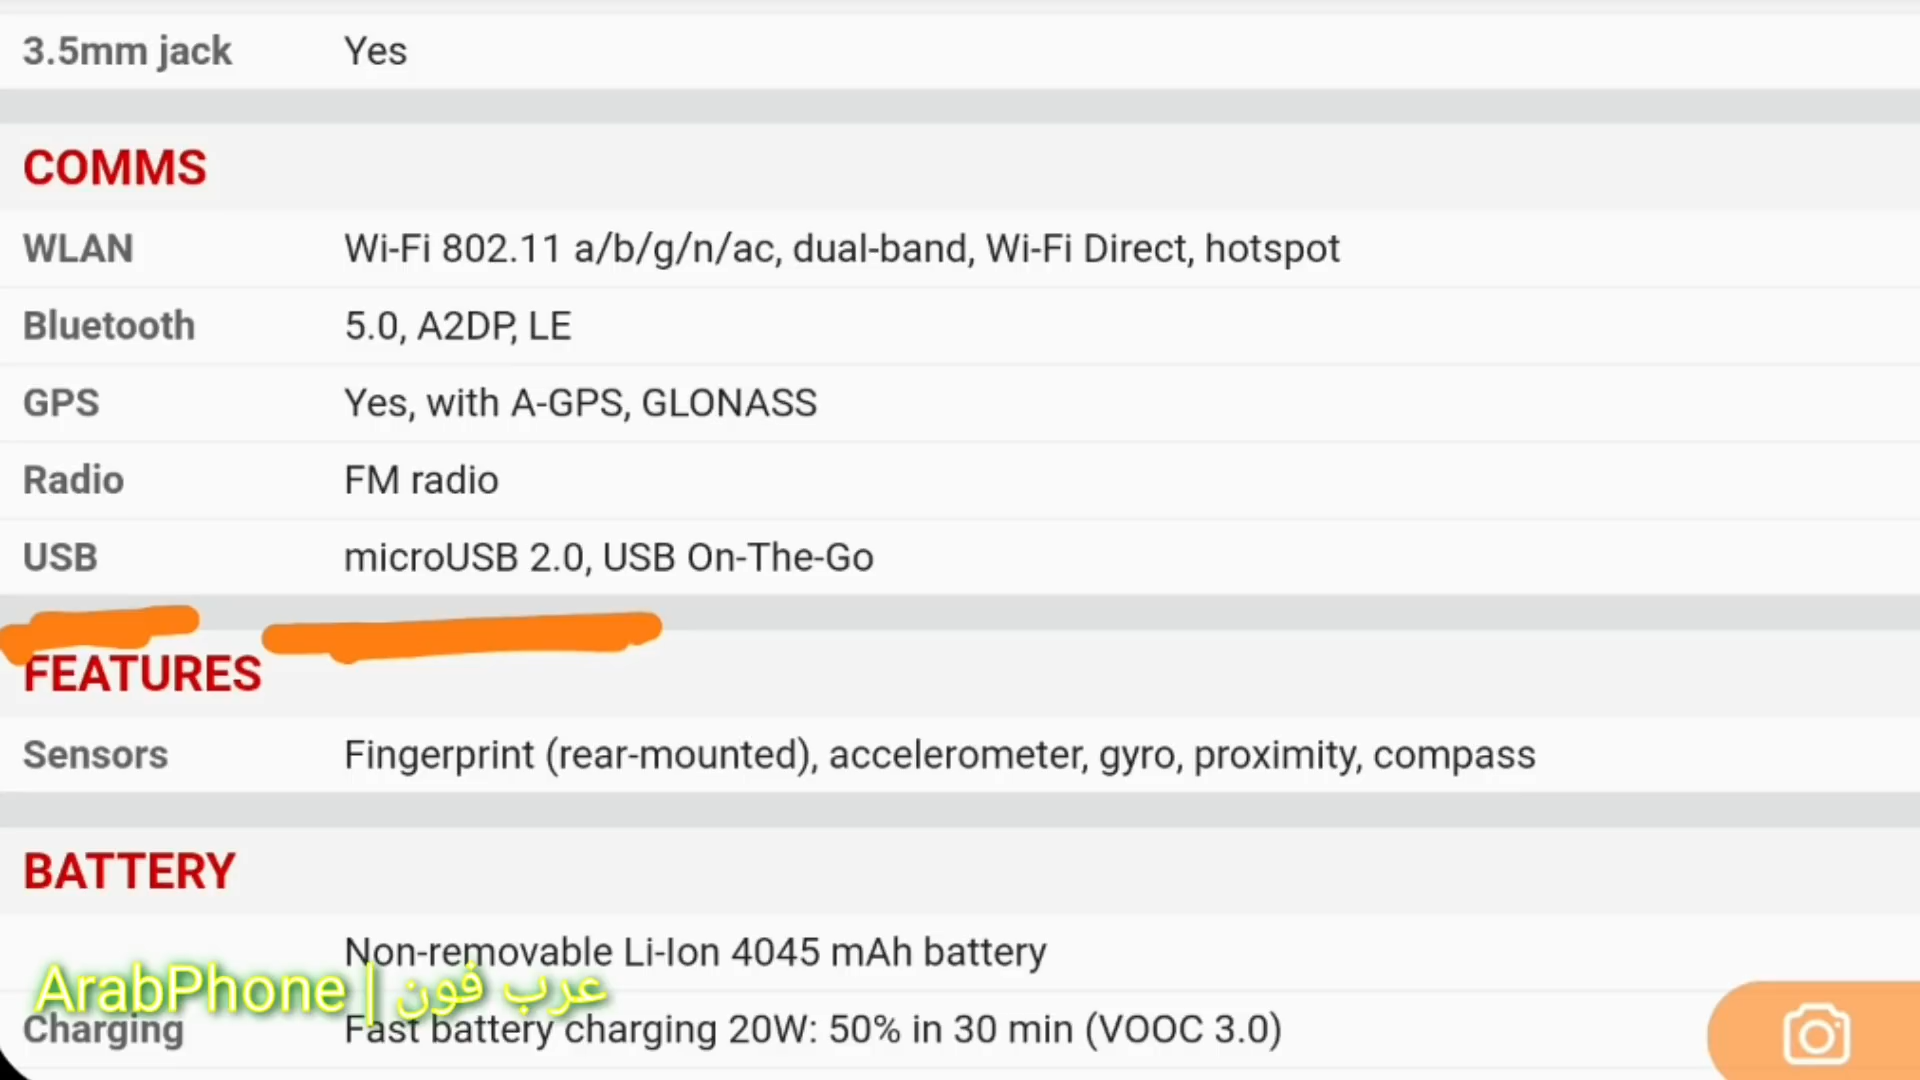 3.5mm jack Yes
COMMS
WLAN Wi-Fi 802.11 a/b/g/n/ac, dual-band, Wi-Fi Direct, hotspot
Bluetooth 5.0, A2DP, LE
GPS Yes, with A-GPS, GLONASS
Radio FM radio
USB microUSB 2.0, USB On-The-Go
FEATURES
Sensors Fingerprint (rear-mounted), accelerometer, gyro, proximity, compass
BATTERY
Non-removable Li-Ion 4045 mAh battery
ArabPhone | عرب فون
Charging Fast battery charging 20W: 50% in 30 min (VOOC 3.0)